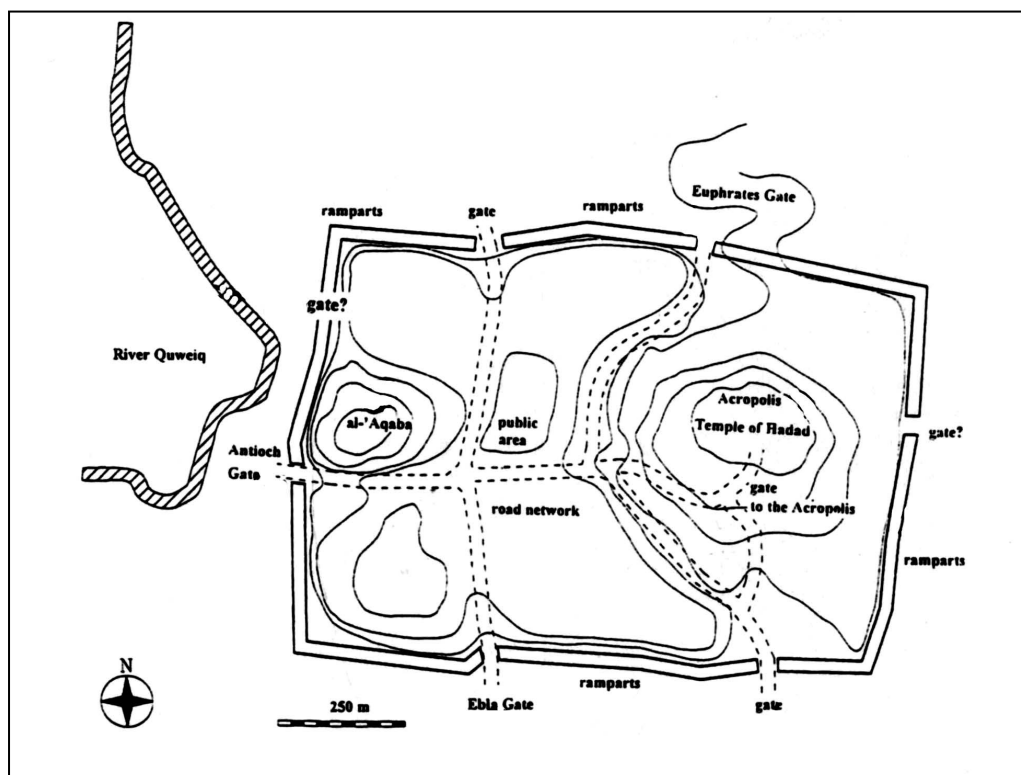 Euphrates Gate
ramparts
gate
ramparts
gate?
River Quweiq
al-'Aqaba
public
area
Acropolis
Temple of Hadad
gate?
Antioch
Gate
gate
to the Acropolis
road network
ramparts
N
250 m
Ebla Gate
ramparts
gate